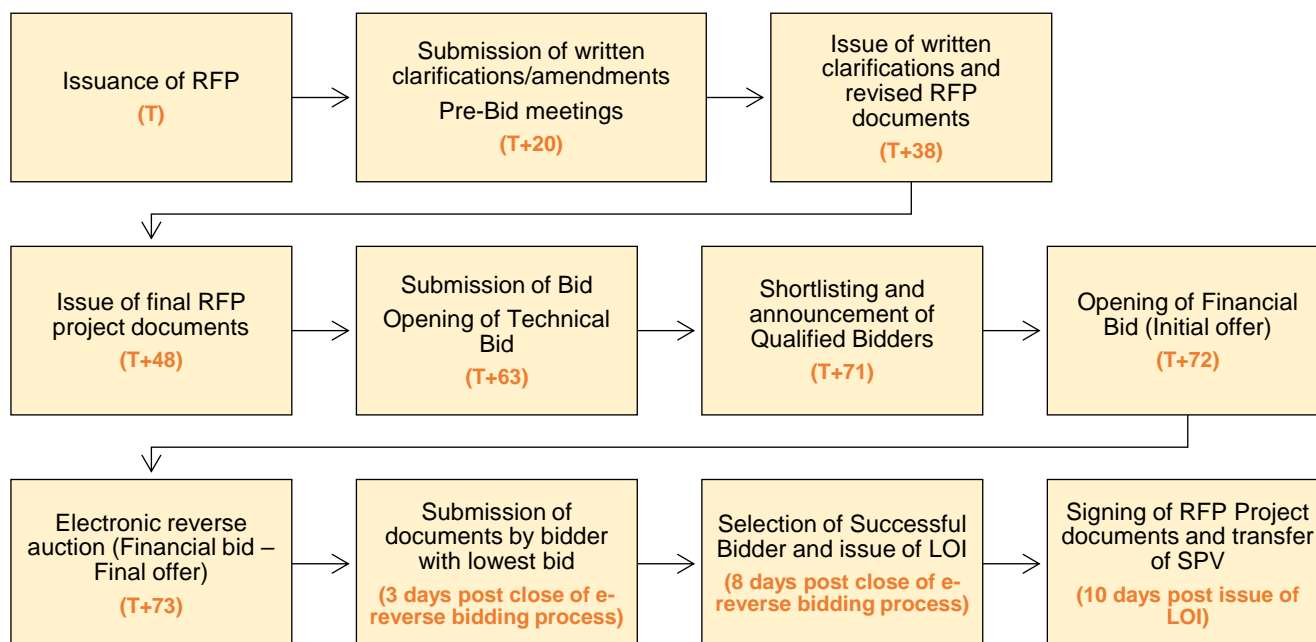 Issuance of RFP
(T)
Submission of written
clarifications/amendments
Pre-Bid meetings
(T+20)
Issue of written
clarifications and
revised RFP
documents
(T+38)
Issue of final RFP
project documents
(T+48)
Submission of Bid
Opening of Technical
Bid
(T+63)
Shortlisting and
announcement of
Qualified Bidders
(T+71)
Opening of Financial
Bid (Initial offer)
(T+72)
Electronic reverse
auction (Financial bid –
Final offer)
(T+73)
Submission of
documents by bidder
with lowest bid
(3 days post close of e-
reverse bidding process)
Selection of Successful
Bidder and issue of LOI
(8 days post close of e-
reverse bidding process)
Signing of RFP Project
documents and transfer
of SPV
(10 days post issue of
LOI)